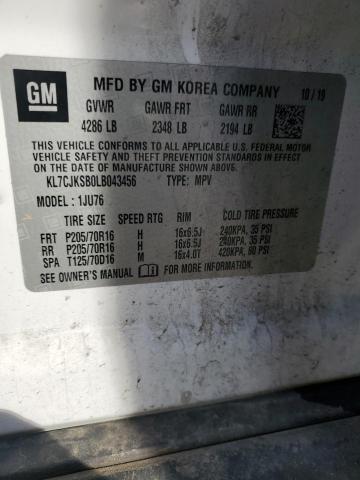 GM
MFD BY GM KOREA COMPANY 10/19
GVWR GAWR FRT GAWR RR
4286 LB 2348 LB 2194 LB
THIS VEHICLE CONFORMS TO ALL APPLICABLE U.S. FEDERAL MOTOR
VEHICLE SAFETY, BUMPER, AND THEFT PREVENTION STANDARDS IN EFFECT
ON THE DATE OF MANUFACTURE SHOWN ABOVE.
KL7CJKSB0LB043456 TYPE: MPV
MODEL: 1JU76
SPEED RTG RIM COLD TIRE PRESSURE
FRT P205/70R16 H 16x6.5J 240KPA, 35 PSI
RR P205/70R16 H 16x6.5J 240KPA, 35 PSI
SPA T125/70D16 M 16x4.0T 420KPA, 60 PSI
SEE OWNER'S MANUAL FOR MORE INFORMATION.